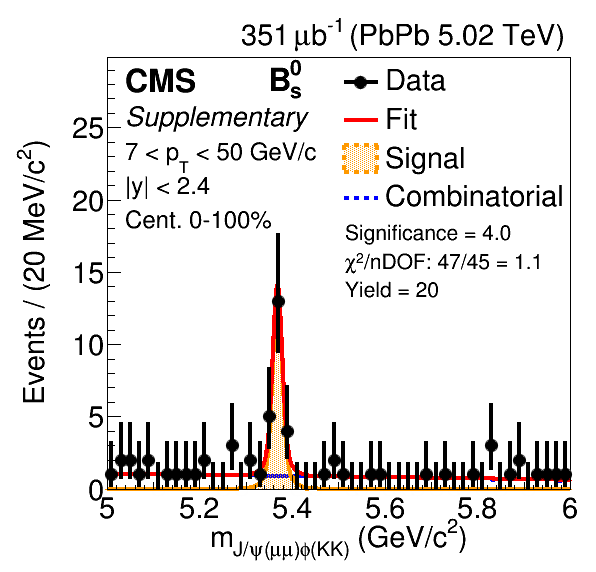 351 μb⁻¹ (PbPb 5.02 TeV)
CMS
B⁰ₛ
Supplementary
7 < p_T < 50 GeV/c
|y| < 2.4
Cent. 0-100%
Data
Fit
Signal
Combinatorial
Significance = 4.0
χ²/nDOF: 47/45 = 1.1
Yield = 20
Events / (20 MeV/c²)
25
20
15
10
5
0
5 5.2 5.4 5.6 5.8 6
m_J/ψ(μμ)ϕ(KK) (GeV/c²)